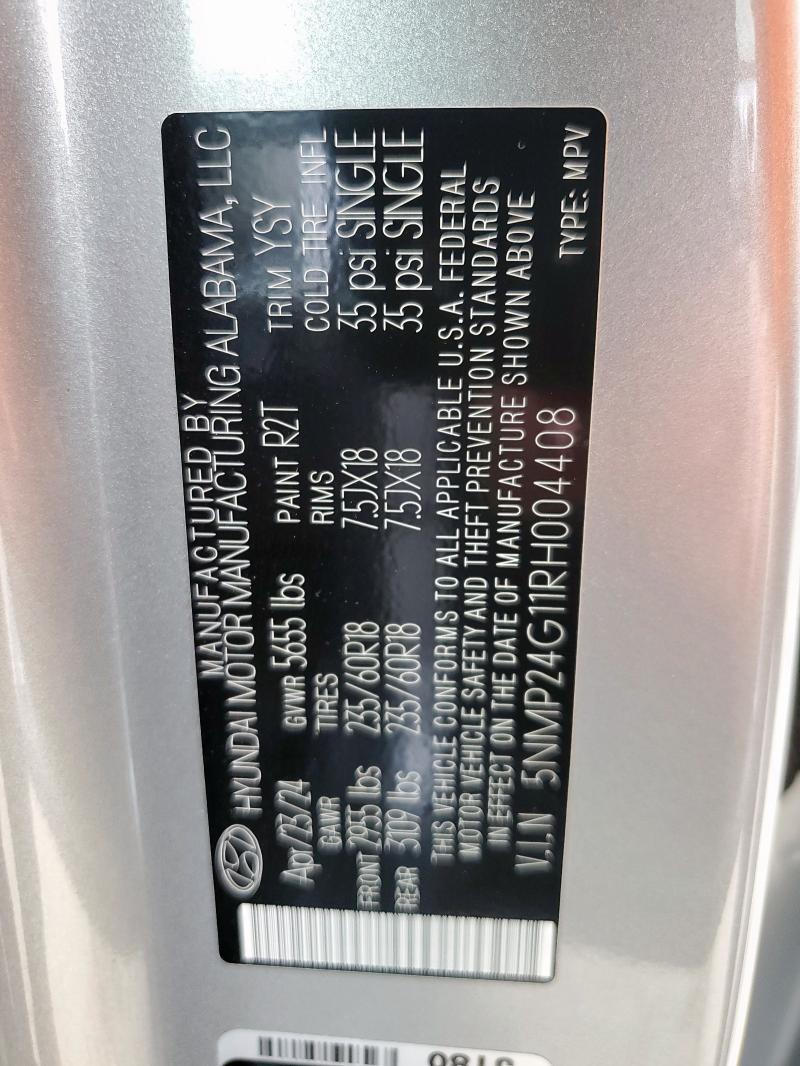 MANUFACTURED BY
HYUNDAI MOTOR MANUFACTURING ALABAMA, LLC
Apr/23/24 GVWR 5655 lbs PAINT R2T TRIM YSY
GAWR TIRES RIMS COLD TIRE INFL
FRONT 2955 lbs 235/60R18 7.5JX18 35 psi SINGLE
REAR 3109 lbs 235/60R18 7.5JX18 35 psi SINGLE
THIS VEHICLE CONFORMS TO ALL APPLICABLE U.S.A. FEDERAL
MOTOR VEHICLE SAFETY AND THEFT PREVENTION STANDARDS
IN EFFECT ON THE DATE OF MANUFACTURE SHOWN ABOVE
V.I.N 5NMP24G11RH004408 TYPE: MPV